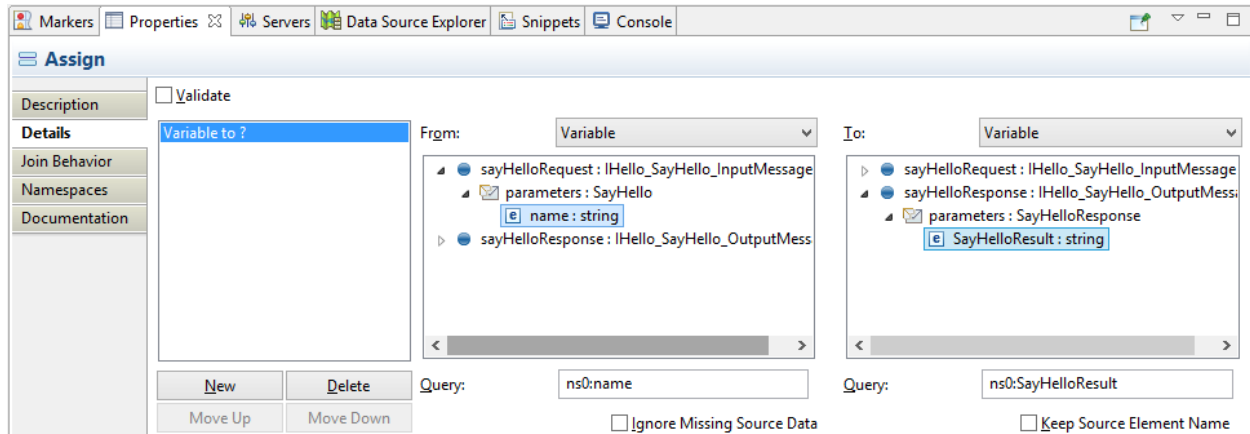 Markers Properties Servers Data Source Explorer Snippets Console
Assign
Description
Details
Join Behavior
Namespaces
Documentation
Validate
Variable to ?
New Delete
Move Up Move Down
From: Variable
sayHelloRequest : IHello_SayHello_InputMessage
parameters : SayHello
e name : string
sayHelloResponse : IHello_SayHello_OutputMess
Query: ns0:name
Ignore Missing Source Data
To: Variable
sayHelloRequest : IHello_SayHello_InputMessage
sayHelloResponse : IHello_SayHello_OutputMessa
parameters : SayHelloResponse
e SayHelloResult : string
Query: ns0:SayHelloResult
Keep Source Element Name